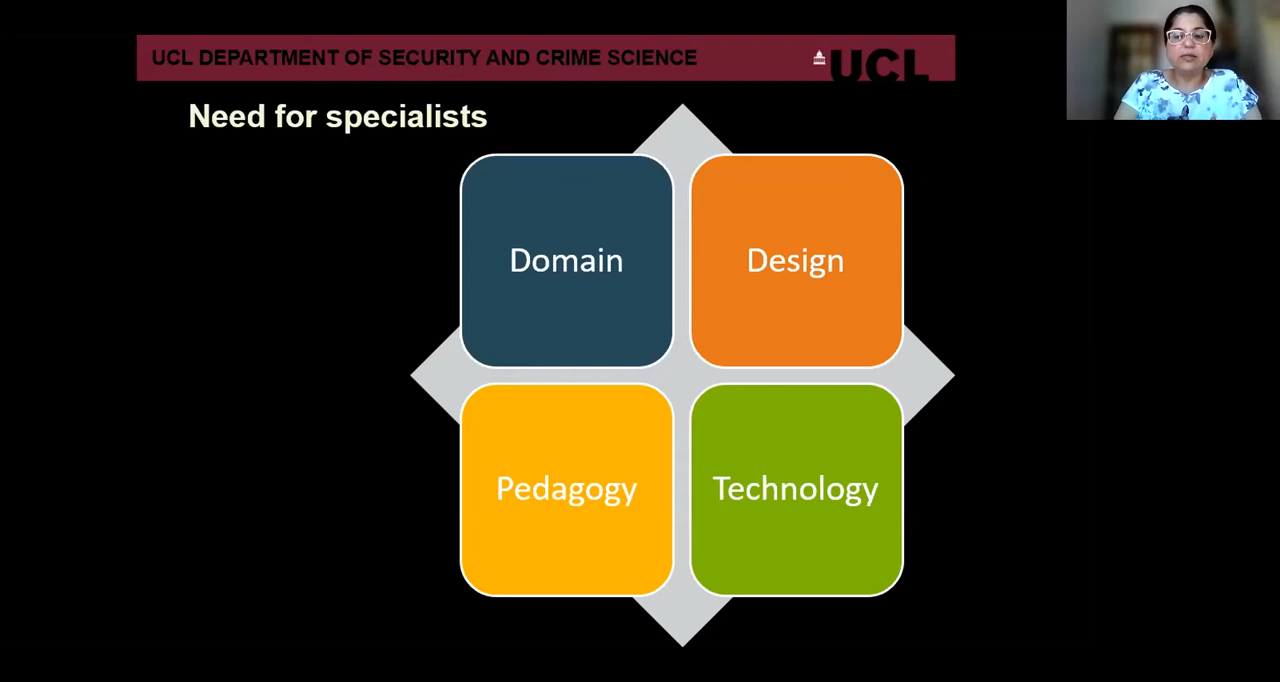 UCL DEPARTMENT OF SECURITY AND CRIME SCIENCE
UCL
Need for specialists
Domain
Design
Pedagogy
Technology